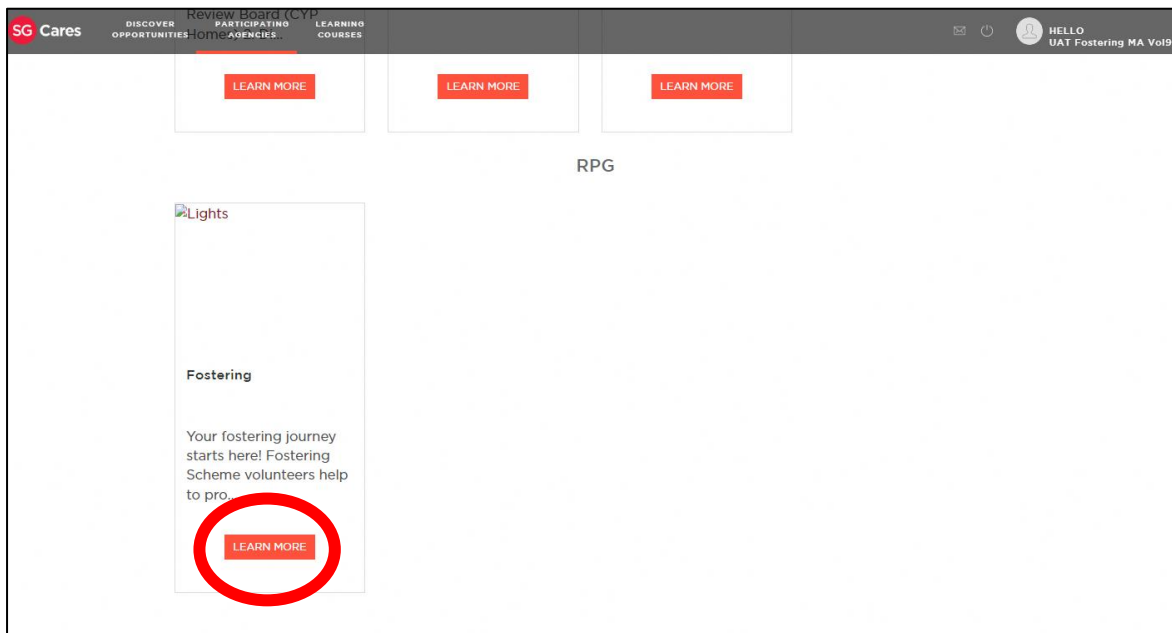 Review Board (CYP
Homes)
SG Cares
DISCOVER OPPORTUNITIES
PARTICIPATING AGENCIES
LEARNING COURSES
HELLO
UAT Fostering MA Vol9
LEARN MORE
LEARN MORE
LEARN MORE
RPG
Lights
Fostering
Your fostering journey
starts here! Fostering
Scheme volunteers help
to pro...
LEARN MORE